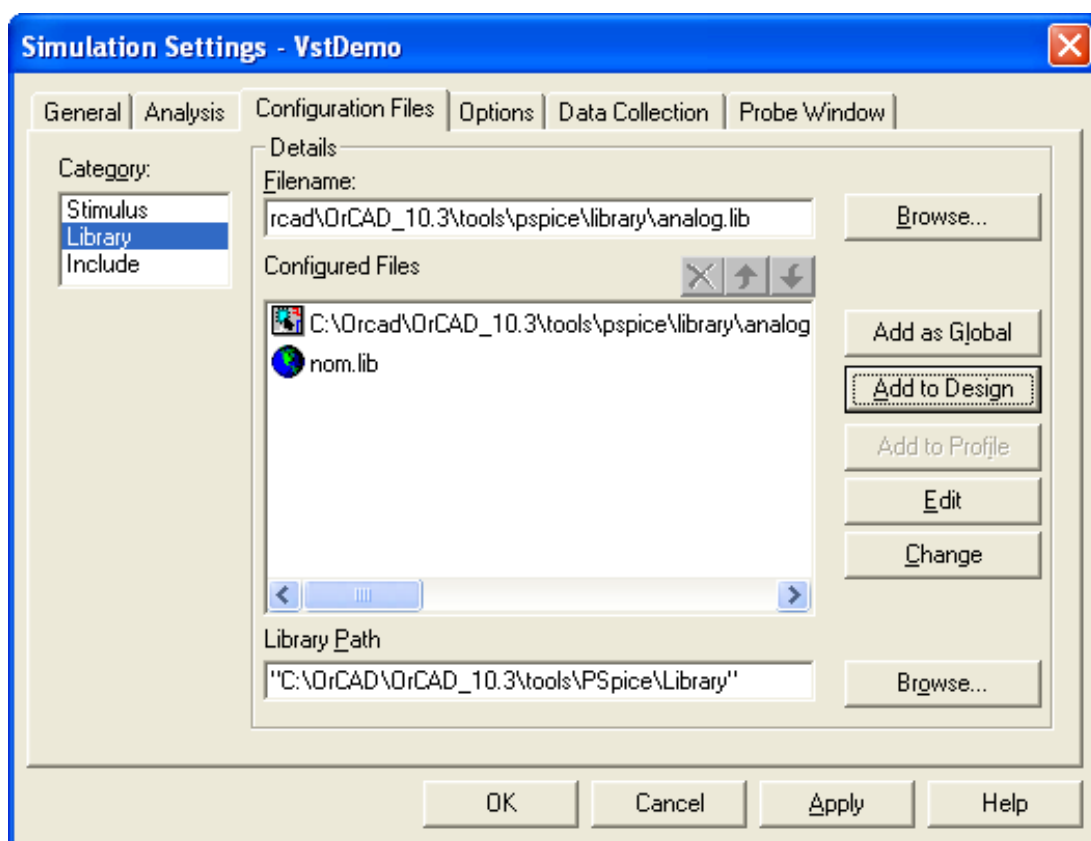 Simulation Settings - VstDemo
General Analysis Configuration Files Options Data Collection Probe Window
Category:
Stimulus
Library
Include
Details
Filename:
rcad\OrCAD_10.3\tools\pspice\library\analog.lib
Browse...
Configured Files
C:\Orcad\OrCAD_10.3\tools\pspice\library\analog
nom.lib
Add as Global
Add to Design
Add to Profile
Edit
Change
Library Path
"C:\OrCAD\OrCAD_10.3\tools\PSpice\Library"
Browse...
OK Cancel Apply Help